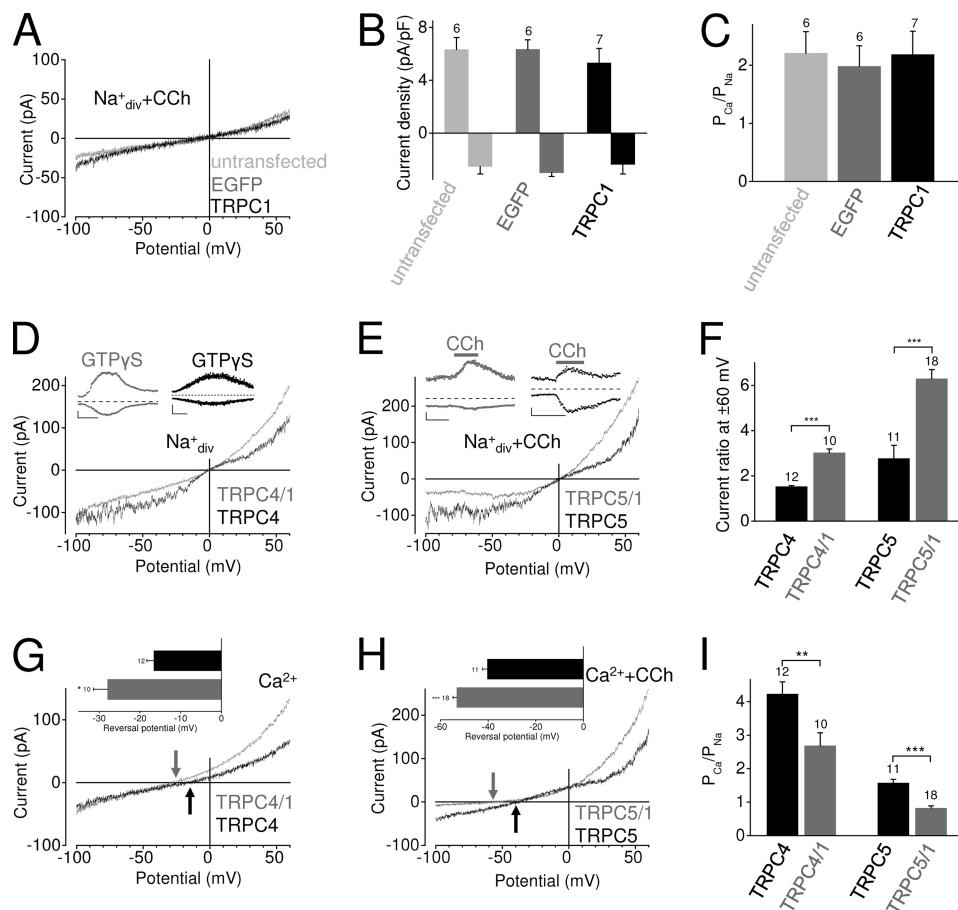 A
Current (pA)
100
50
0
-50
-100
Na+div+CCh
untransfected
EGFP
TRPC1
-100
-50
0
50
Potential (mV)
B
Current density (pA/pF)
6
0
6
6
7
untransfected
EGFP
TRPC1
C
PCa/PNa
2
0
6
6
7
untransfected
EGFP
TRPC1
D
GTPγS
GTPγS
Current (pA)
200
100
0
-100
Na+div
TRPC4/1
TRPC4
-100
-50
0
50
Potential (mV)
E
CCh
CCh
Current (pA)
200
100
0
-100
Na+div+CCh
TRPC5/1
TRPC5
-100
-50
0
50
Potential (mV)
F
Current ratio at ±60 mV
6
4
2
0
***
12
10
***
11
18
TRPC4
TRPC4/1
TRPC5
TRPC5/1
G
12
* 10
-30
-20
-10
0
Reversal potential (mV)
Ca2+
Current (pA)
100
0
-100
TRPC4/1
TRPC4
-100
-50
0
50
Potential (mV)
H
11
*** 18
-60
-40
-20
0
Reversal potential (mV)
Ca2++CCh
Current (pA)
200
100
0
-100
TRPC5/1
TRPC5
-100
-50
0
50
Potential (mV)
I
PCa/PNa
4
3
2
1
0
**
12
10
***
11
18
TRPC4
TRPC4/1
TRPC5
TRPC5/1